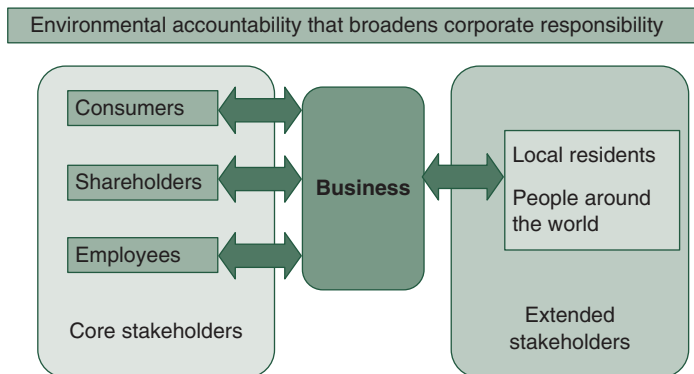 Environmental accountability that broadens corporate responsibility
Consumers
Shareholders
Employees
Core stakeholders
Business
Local residents
People around
the world
Extended
stakeholders